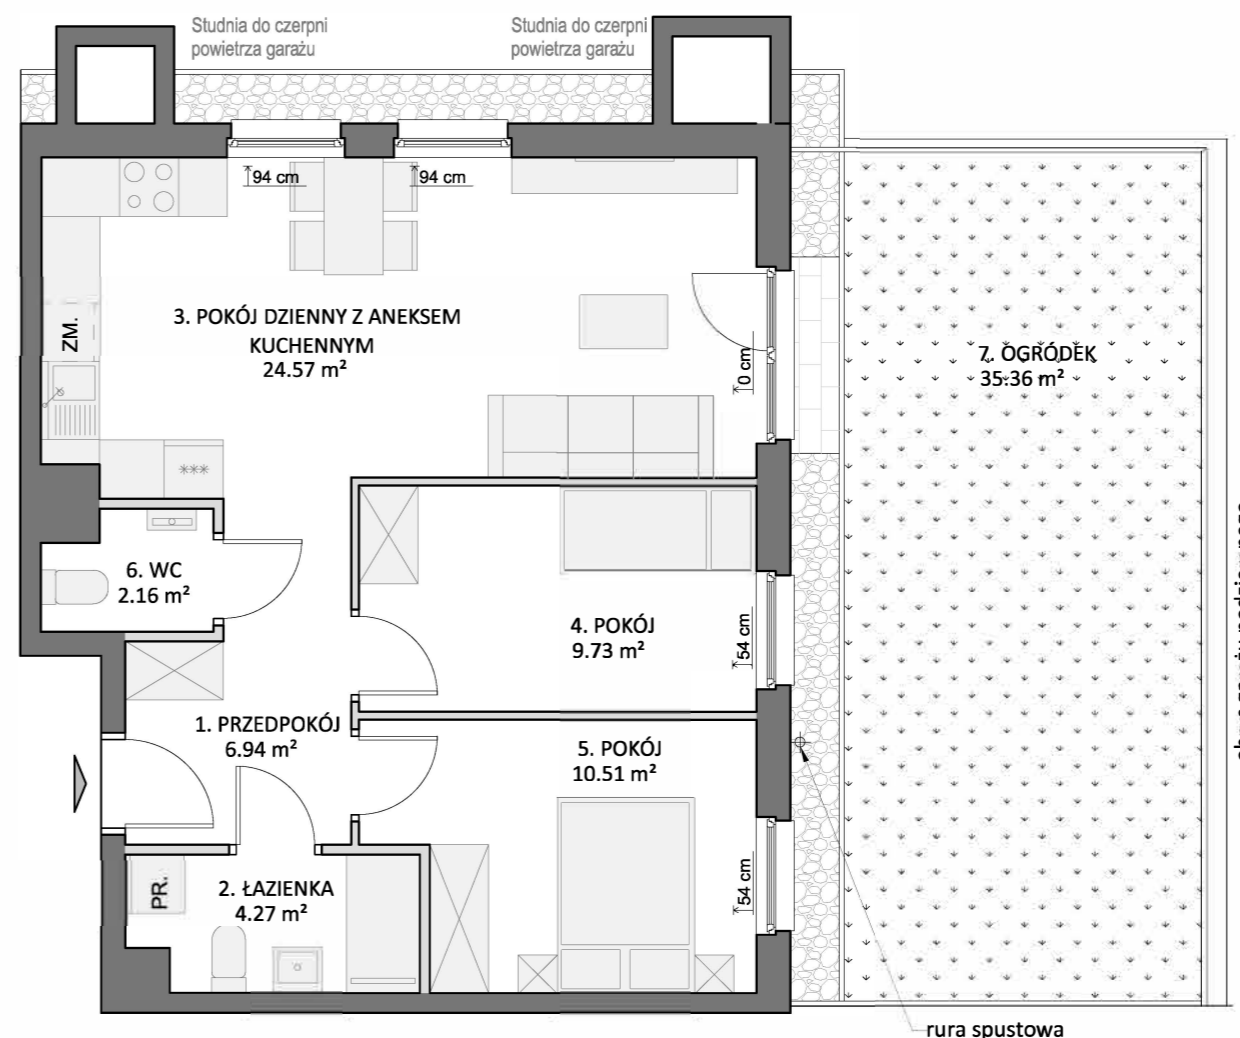 Studnia do czerpni
powietrza garażu
Studnia do czerpni
powietrza garażu
94 cm
94 cm
ZM.
3. POKÓJ DZIENNY Z ANEKSEM
KUCHENNYM
24.57 m²
0 cm
7. OGRÓDEK
35.36 m²
***
6. WC
2.16 m²
4. POKÓJ
9.73 m²
54 cm
1. PRZEDPOKÓJ
6.94 m²
5. POKÓJ
10.51 m²
54 cm
PR.
2. ŁAZIENKA
4.27 m²
rura spustowa